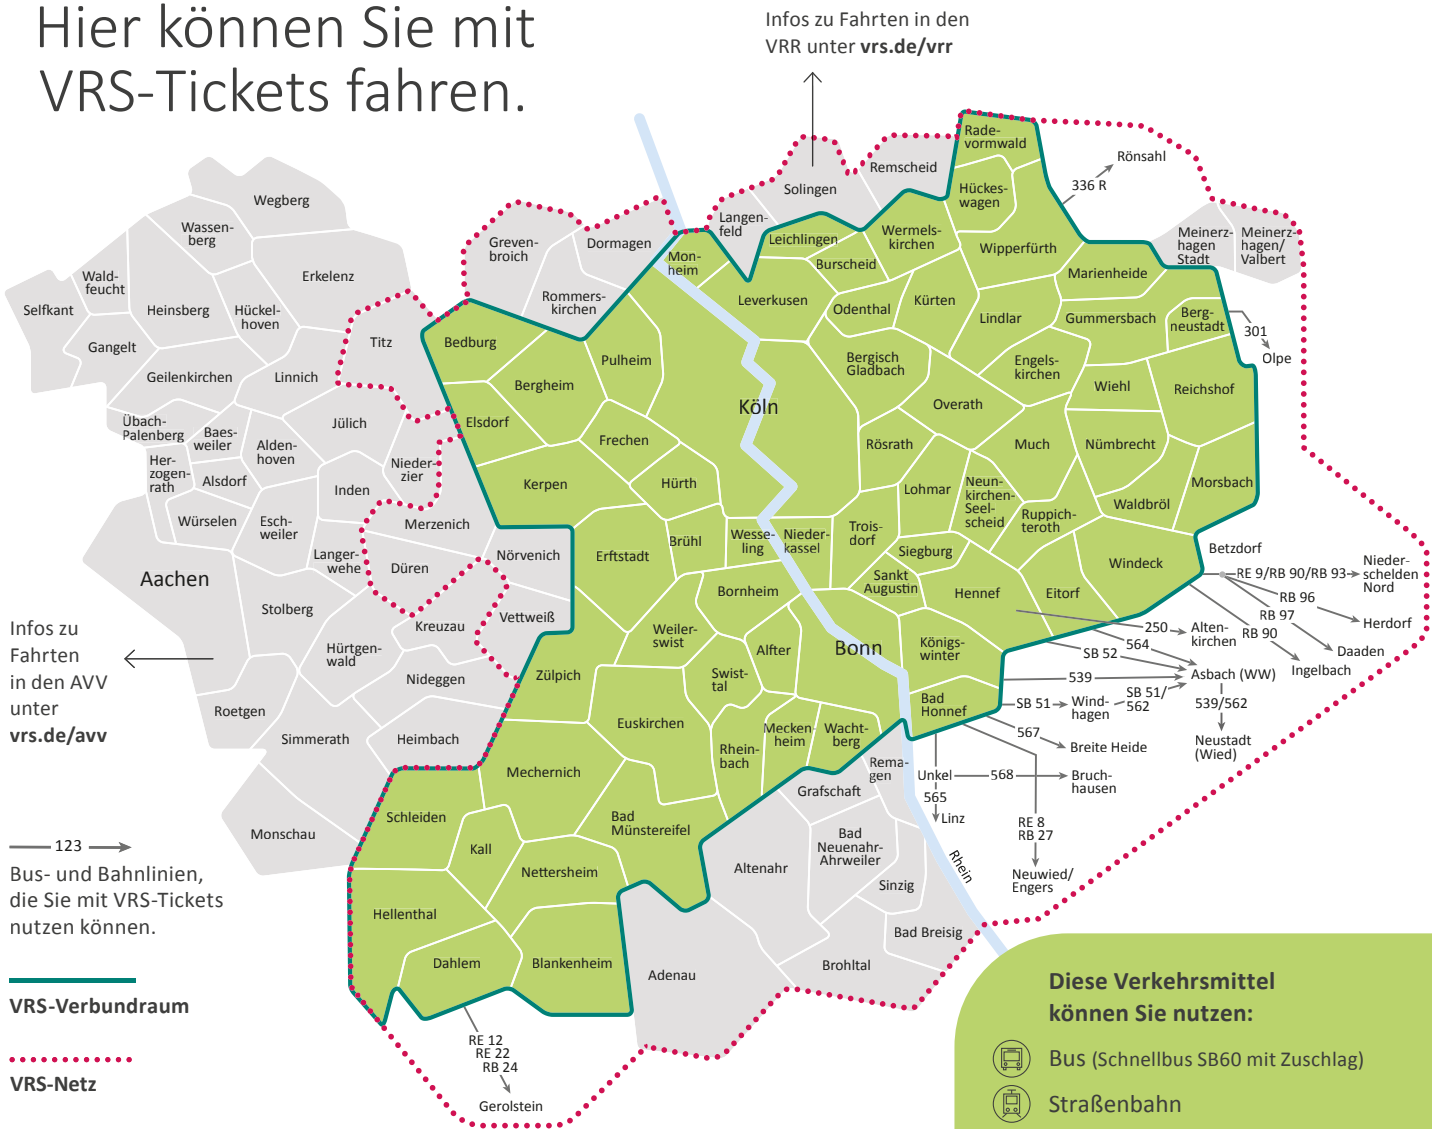 Hier können Sie mit
VRS-Tickets fahren.
Infos zu Fahrten in den
VRR unter vrs.de/vrr
Wegberg
Wassen-
berg
Erkelenz
Wald-
feucht
Selfkant
Heinsberg
Hückel-
hoven
Gangelt
Geilenkirchen
Linnich
Titz
Übach-
Palenberg
Baes-
weiler
Alden-
hoven
Jülich
Her-
zogen-
rath
Alsdorf
Nieder-
zier
Inden
Würselen
Esch-
weiler
Merzenich
Langer-
wehe
Düren
Nörvenich
Aachen
Stolberg
Vettweiß
Kreuzau
Hürtgen-
wald
Nideggen
Roetgen
Simmerath
Heimbach
Monschau
Greven-
broich
Dormagen
Rommers-
kirchen
Langen-
feld
Solingen
Remscheid
Rade-
vormwald
Hückes-
wagen
336 R
Rönsahl
Meinerz-
hagen
Stadt
Meinerz-
hagen/
Valbert
Mon-
heim
Leichlingen
Wermels-
kirchen
Wipperfürth
Burscheid
Marienheide
Leverkusen
Odenthal
Kürten
Lindlar
Gummersbach
Berg-
neustadt
301
Olpe
Bedburg
Pulheim
Bergheim
Bergisch
Gladbach
Engels-
kirchen
Wiehl
Reichshof
Köln
Overath
Elsdorf
Frechen
Rösrath
Much
Nümbrecht
Kerpen
Hürth
Lohmar
Neun-
kirchen-
Seel-
scheid
Morsbach
Waldbröl
Ruppich-
teroth
Erftstadt
Brühl
Wesse-
ling
Nieder-
kassel
Trois-
dorf
Siegburg
Windeck
Sankt
Augustin
Hennef
Eitorf
Bornheim
Weiler-
swist
Alfter
Bonn
Königs-
winter
Zülpich
Swist-
tal
Euskirchen
Bad
Honnef
Mecken-
heim
Wacht-
berg
Rhein-
bach
Mechernich
Bad
Münstereifel
Schleiden
Kall
Nettersheim
Hellenthal
Dahlem
Blankenheim
Betzdorf
RE 9/RB 90/RB 93
Nieder-
schelden
Nord
RB 96
Herdorf
RB 97
Daaden
RB 90
Ingelbach
250
Alten-
kirchen
564
SB 52
539
Asbach (WW)
SB 51
Wind-
hagen
SB 51/
562
539/562
Neustadt
(Wied)
567
Breite Heide
Unkel
568
Bruch-
hausen
565
Linz
RE 8
RB 27
Neuwied/
Engers
Rema-
gen
Grafschaft
Bad
Neuenahr-
Ahrweiler
Altenahr
Sinzig
Rhein
Bad Breisig
Brohltal
Adenau
RE 12
RE 22
RB 24
Gerolstein
Infos zu
Fahrten
in den AVV
unter
vrs.de/avv
123
Bus- und Bahnlinien,
die Sie mit VRS-Tickets
nutzen können.
VRS-Verbundraum
VRS-Netz
Diese Verkehrsmittel
können Sie nutzen:
Bus (Schnellbus SB60 mit Zuschlag)
Straßenbahn